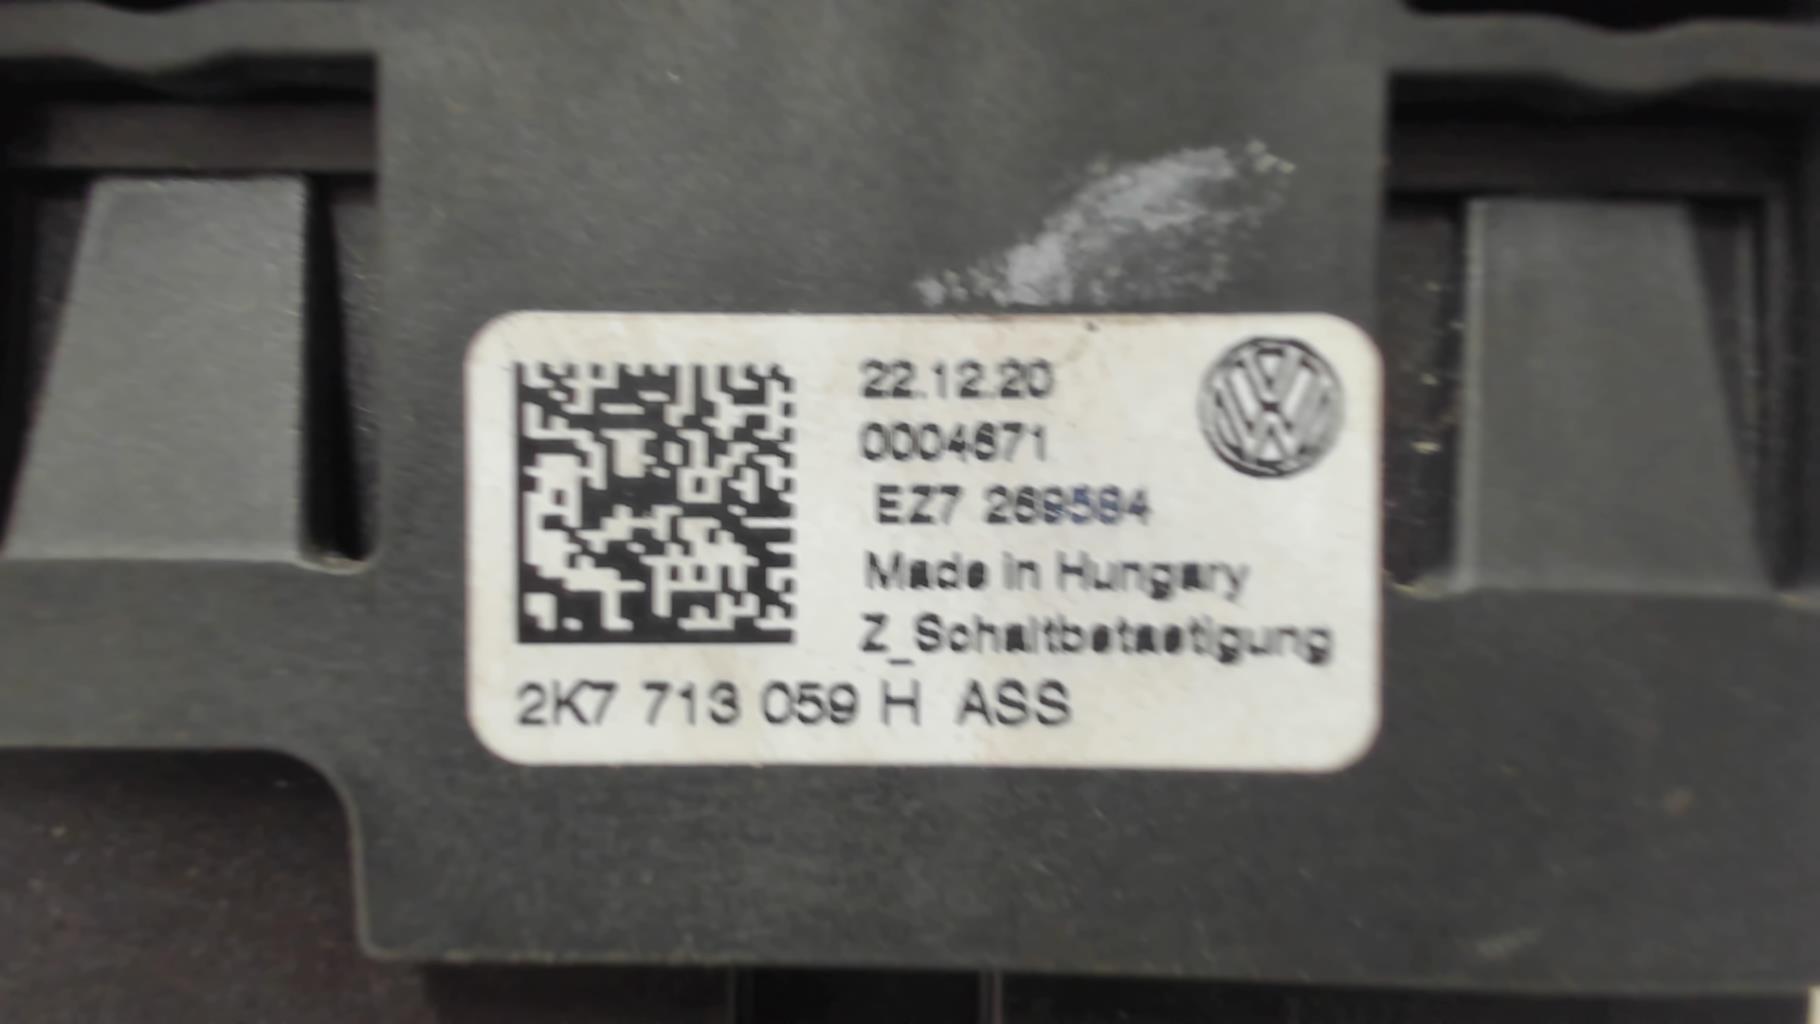 22.12.20
0004671
EZ7 269584
Made in Hungary
Z_Schaltbetaetigung
2K7 713 059 H ASS